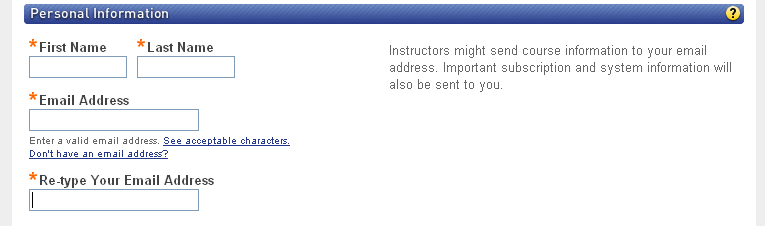 Personal Information ?
*First Name *Last Name
Instructors might send course information to your email
address. Important subscription and system information will
also be sent to you.
*Email Address
Enter a valid email address. See acceptable characters.
Don't have an email address?
*Re-type Your Email Address